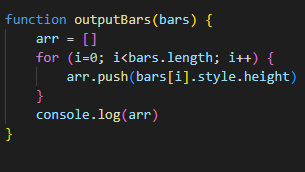 function outputBars(bars) {
    arr = []
    for (i=0; i<bars.length; i++) {
        arr.push(bars[i].style.height)
    }
    console.log(arr)
}